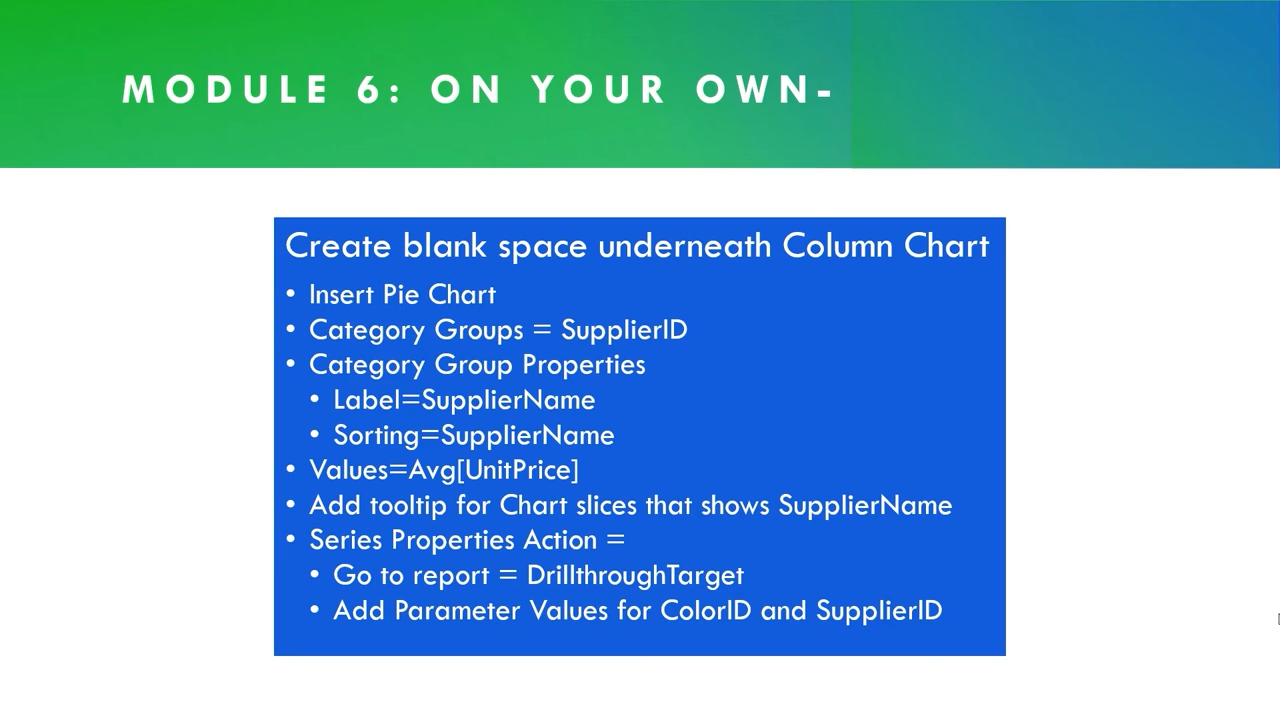 MODULE 6: ON YOUR OWN-
Create blank space underneath Column Chart
• Insert Pie Chart
• Category Groups = SupplierID
• Category Group Properties
• Label=SupplierName
• Sorting=SupplierName
• Values=Avg[UnitPrice]
• Add tooltip for Chart slices that shows SupplierName
• Series Properties Action =
• Go to report = DrillthroughTarget
• Add Parameter Values for ColorID and SupplierID